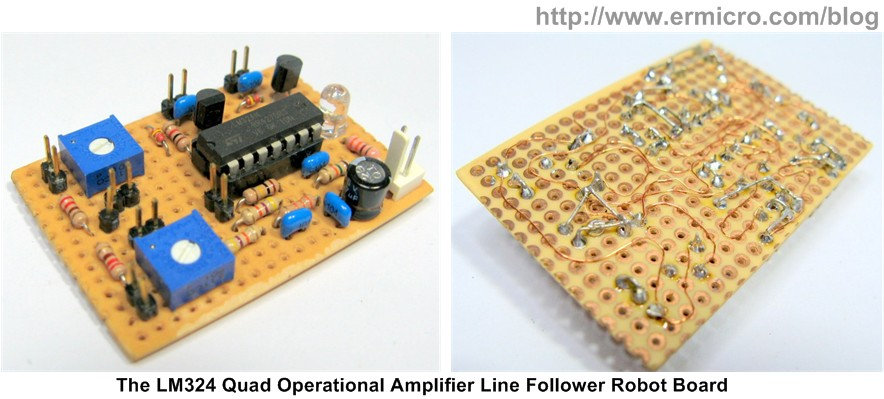 http://www.ermicro.com/blog
The LM324 Quad Operational Amplifier Line Follower Robot Board